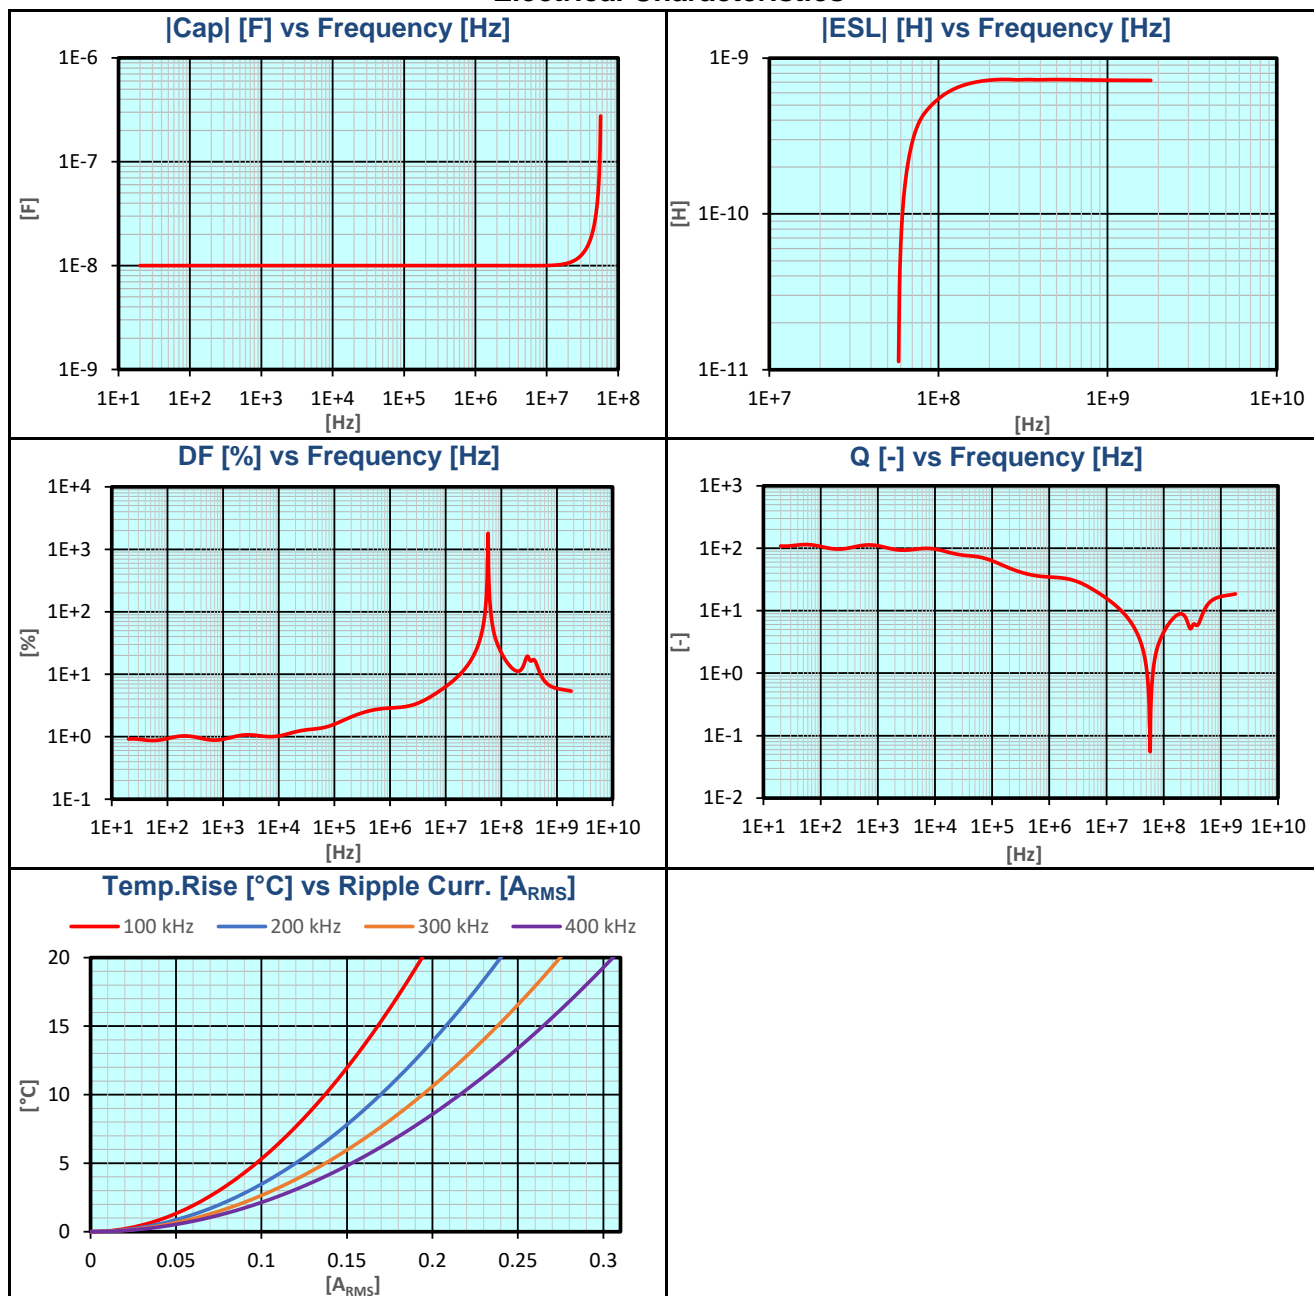 |Cap| [F] vs Frequency [Hz]
1E-6
1E-7
1E-8
1E-9
[F]
1E+1 1E+2 1E+3 1E+4 1E+5 1E+6 1E+7 1E+8
[Hz]
|ESL| [H] vs Frequency [Hz]
1E-9
1E-10
1E-11
[H]
1E+7 1E+8 1E+9 1E+10
[Hz]
DF [%] vs Frequency [Hz]
1E+4
1E+3
1E+2
1E+1
1E+0
1E-1
[%]
1E+1 1E+2 1E+3 1E+4 1E+5 1E+6 1E+7 1E+8 1E+9 1E+10
[Hz]
Q [-] vs Frequency [Hz]
1E+3
1E+2
1E+1
1E+0
1E-1
1E-2
[-]
1E+1 1E+2 1E+3 1E+4 1E+5 1E+6 1E+7 1E+8 1E+9 1E+10
[Hz]
Temp.Rise [°C] vs Ripple Curr. [ARMS]
100 kHz 200 kHz 300 kHz 400 kHz
20
15
10
5
0
[°C]
0 0.05 0.1 0.15 0.2 0.25 0.3
[ARMS]